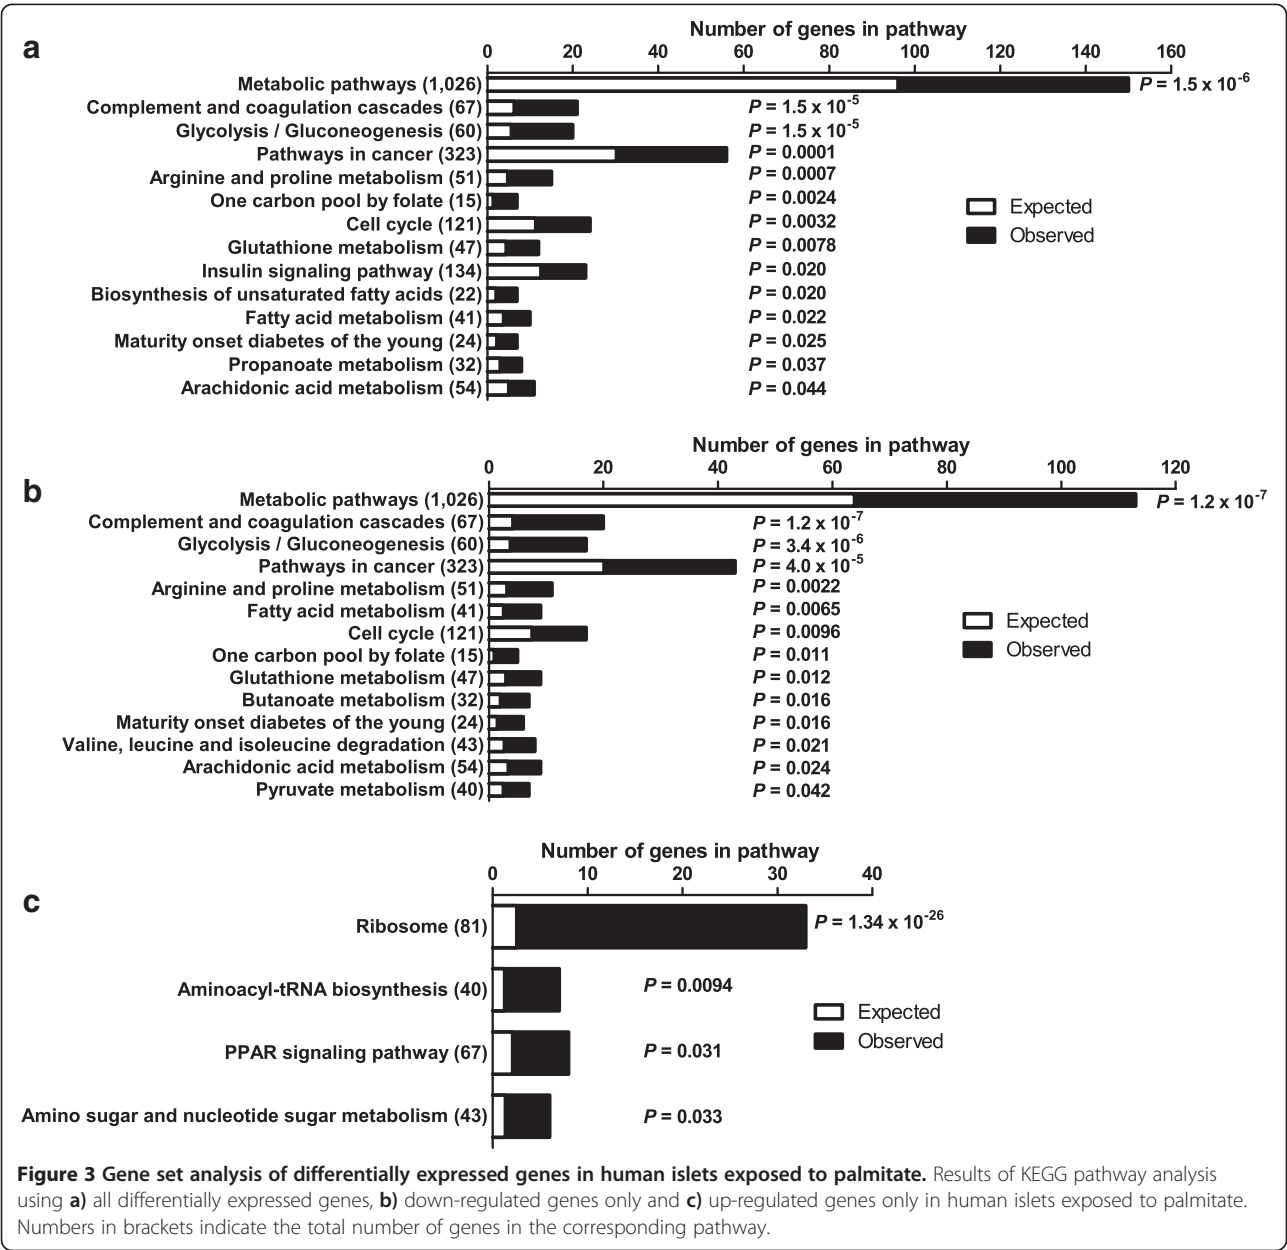 a
Number of genes in pathway
0 20 40 60 80 100 120 140 160
Metabolic pathways (1,026) P = 1.5 x 10-6
Complement and coagulation cascades (67) P = 1.5 x 10-5
Glycolysis / Gluconeogenesis (60) P = 1.5 x 10-5
Pathways in cancer (323) P = 0.0001
Arginine and proline metabolism (51) P = 0.0007
One carbon pool by folate (15) P = 0.0024
Cell cycle (121) P = 0.0032
Glutathione metabolism (47) P = 0.0078
Insulin signaling pathway (134) P = 0.020
Biosynthesis of unsaturated fatty acids (22) P = 0.020
Fatty acid metabolism (41) P = 0.022
Maturity onset diabetes of the young (24) P = 0.025
Propanoate metabolism (32) P = 0.037
Arachidonic acid metabolism (54) P = 0.044
Expected
Observed
b
Number of genes in pathway
0 20 40 60 80 100 120
Metabolic pathways (1,026) P = 1.2 x 10-7
Complement and coagulation cascades (67) P = 1.2 x 10-7
Glycolysis / Gluconeogenesis (60) P = 3.4 x 10-6
Pathways in cancer (323) P = 4.0 x 10-5
Arginine and proline metabolism (51) P = 0.0022
Fatty acid metabolism (41) P = 0.0065
Cell cycle (121) P = 0.0096
One carbon pool by folate (15) P = 0.011
Glutathione metabolism (47) P = 0.012
Butanoate metabolism (32) P = 0.016
Maturity onset diabetes of the young (24) P = 0.016
Valine, leucine and isoleucine degradation (43) P = 0.021
Arachidonic acid metabolism (54) P = 0.024
Pyruvate metabolism (40) P = 0.042
Expected
Observed
c
Number of genes in pathway
0 10 20 30 40
Ribosome (81) P = 1.34 x 10-26
Aminoacyl-tRNA biosynthesis (40) P = 0.0094
PPAR signaling pathway (67) P = 0.031
Amino sugar and nucleotide sugar metabolism (43) P = 0.033
Expected
Observed
Figure 3 Gene set analysis of differentially expressed genes in human islets exposed to palmitate. Results of KEGG pathway analysis
using a) all differentially expressed genes, b) down-regulated genes only and c) up-regulated genes only in human islets exposed to palmitate.
Numbers in brackets indicate the total number of genes in the corresponding pathway.